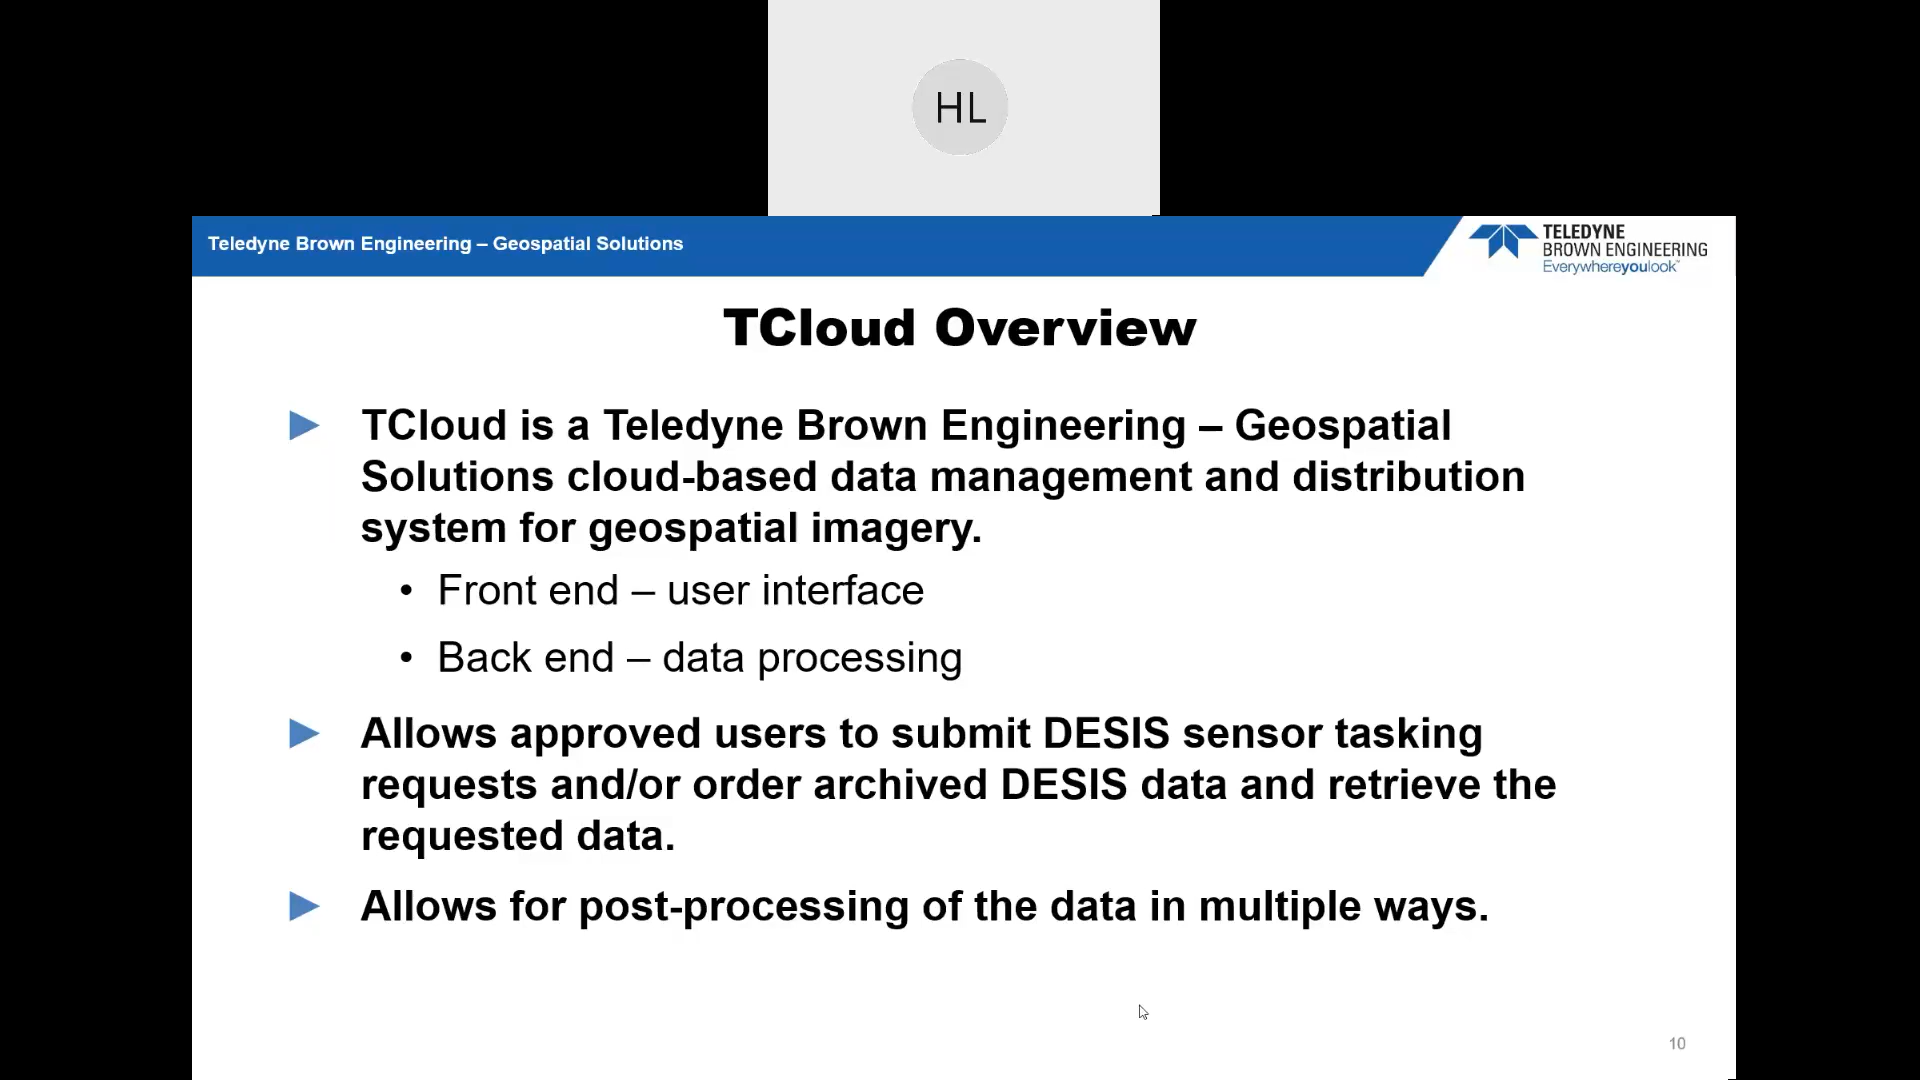 HL
Teledyne Brown Engineering – Geospatial Solutions
TELEDYNE
BROWN ENGINEERING
Everywhereyoulook™
TCloud Overview
TCloud is a Teledyne Brown Engineering – Geospatial
Solutions cloud-based data management and distribution
system for geospatial imagery.
• Front end – user interface
• Back end – data processing
Allows approved users to submit DESIS sensor tasking
requests and/or order archived DESIS data and retrieve the
requested data.
Allows for post-processing of the data in multiple ways.
10